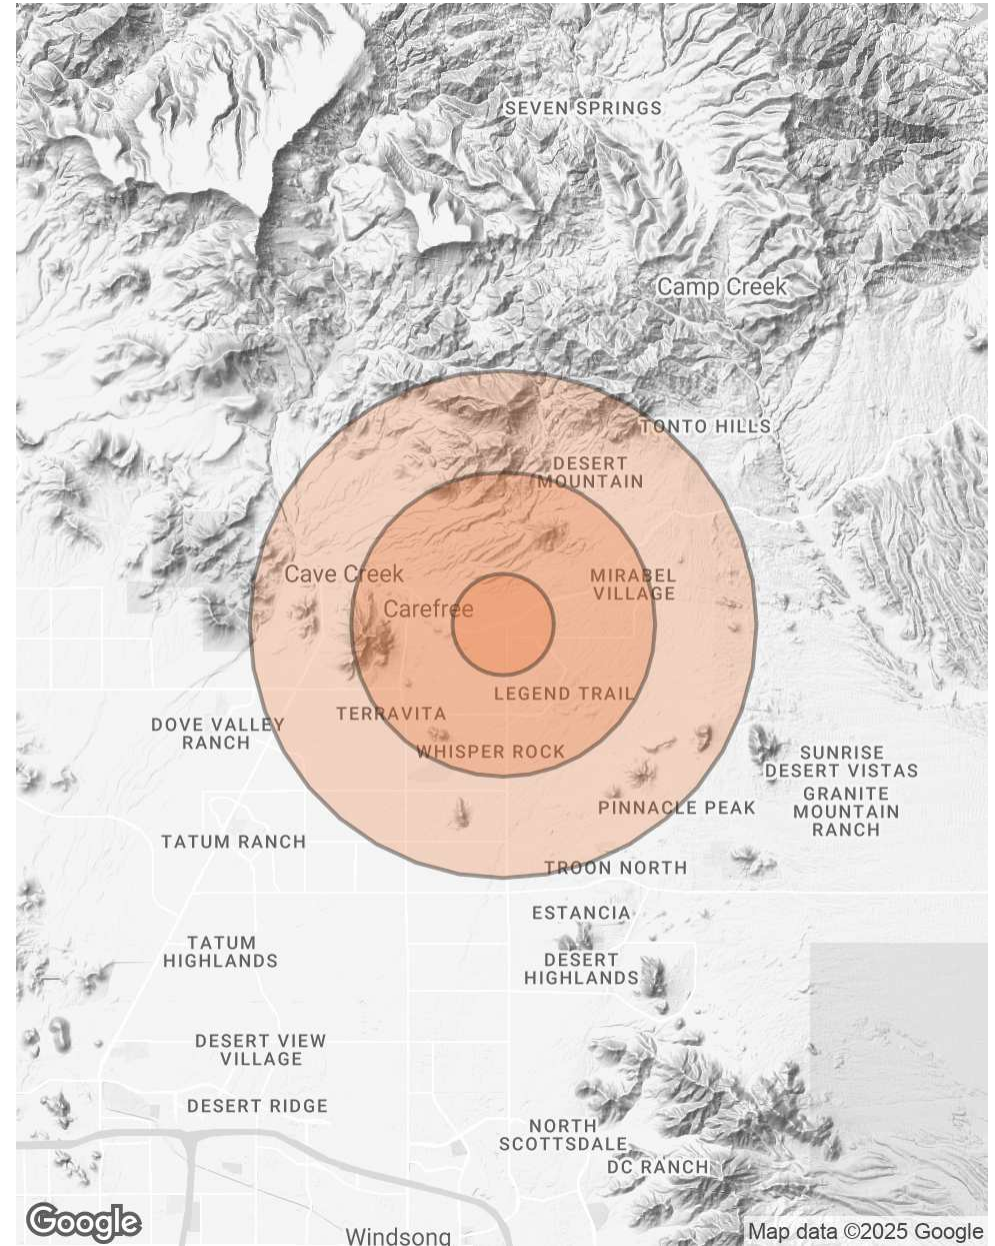 SEVEN SPRINGS
Camp Creek
TONTO HILLS
DESERT
MOUNTAIN
Cave Creek
MIRABEL
VILLAGE
Carefree
LEGEND TRAIL
TERRAVITA
DOVE VALLEY
RANCH
WHISPER ROCK
SUNRISE
DESERT VISTAS
GRANITE
MOUNTAIN
RANCH
PINNACLE PEAK
TATUM RANCH
TROON NORTH
ESTANCIA
TATUM
HIGHLANDS
DESERT
HIGHLANDS
DESERT VIEW
VILLAGE
DESERT RIDGE
NORTH
SCOTTSDALE
DC RANCH
Google
Windsong
Map data ©2025 Google